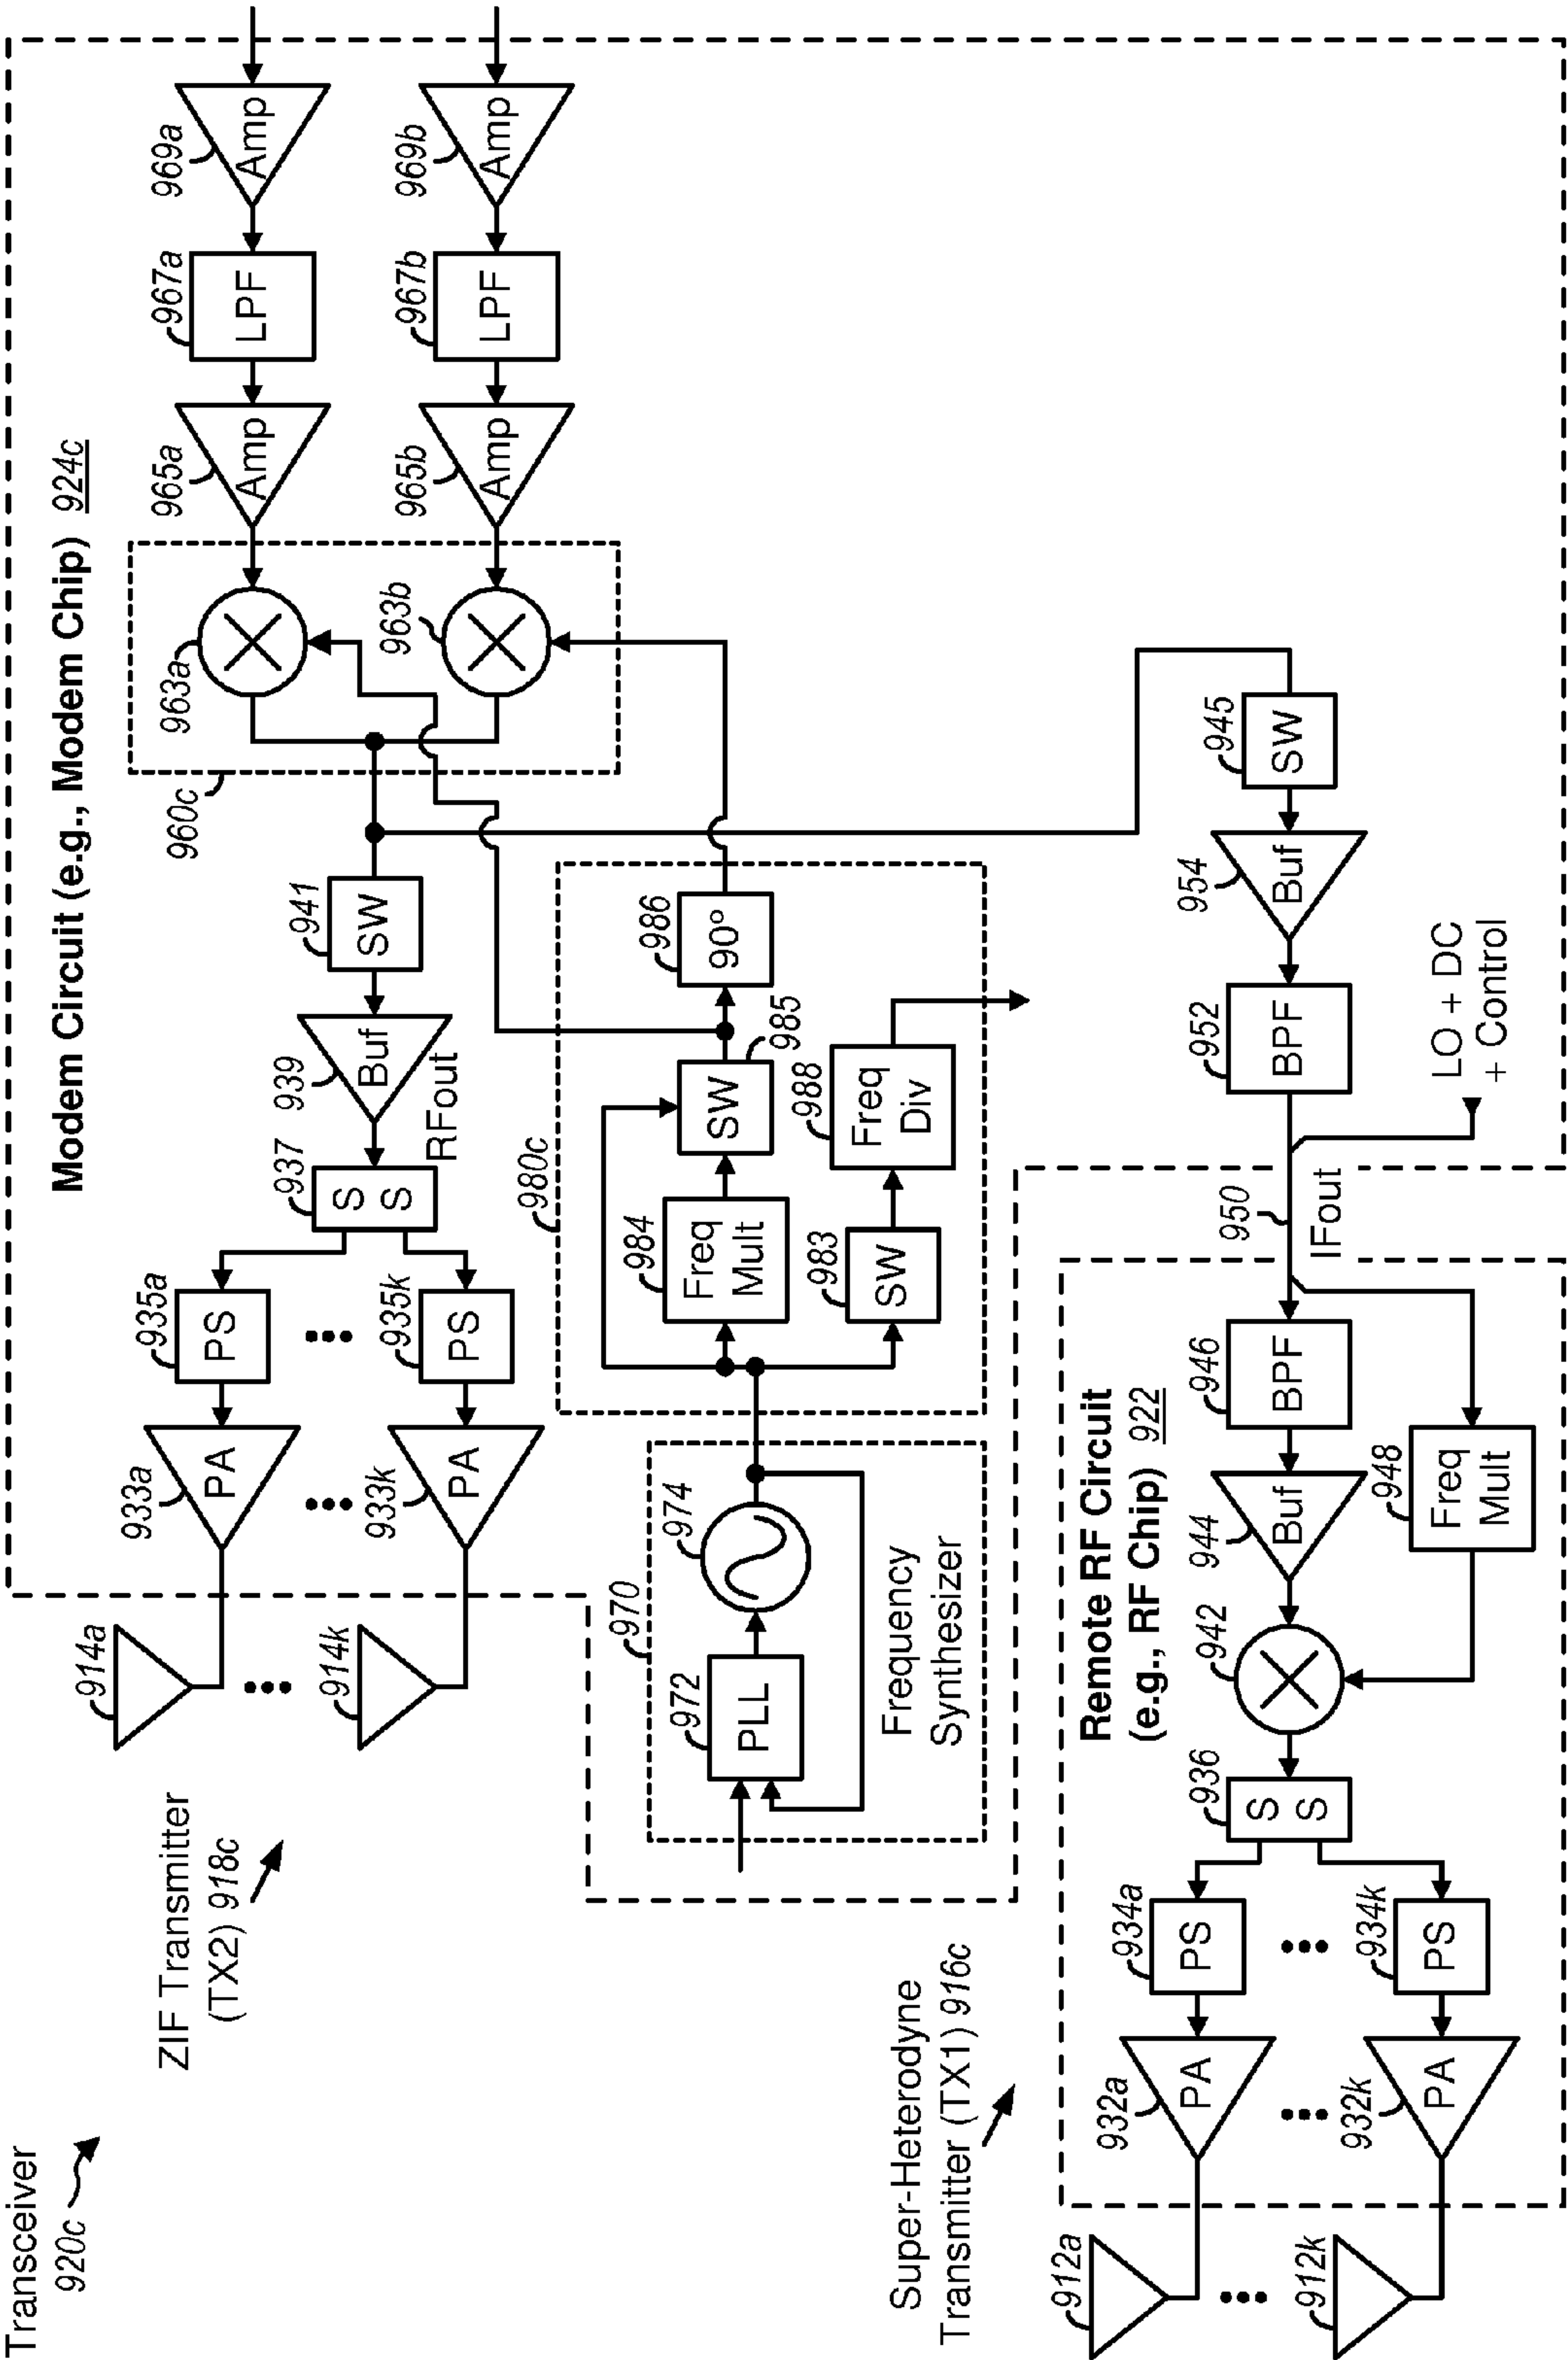 Transceiver
920c
ZIF Transmitter
(TX2) 918c
914a
914k
Modem Circuit (e.g., Modem Chip) 924c
933a
PA
933k
PA
935a
PS
935k
PS
937
S
S
RFout
939
Buf
941
SW
960c
963a
963b
965a
Amp
965b
Amp
967a
LPF
967b
LPF
969a
Amp
969b
Amp
970
972
PLL
974
Frequency
Synthesizer
980c
984
Freq
Mult
983
SW
SW
985
986
90°
988
Freq
Div
Super-Heterodyne
Transmitter (TX1) 916c
912a
912k
Remote RF Circuit
(e.g., RF Chip) 922
932a
PA
932k
PA
934a
PS
934k
PS
936
S
S
942
944
Buf
946
BPF
948
Freq
Mult
950
IFout
952
BPF
954
Buf
945
SW
LO + DC
+ Control